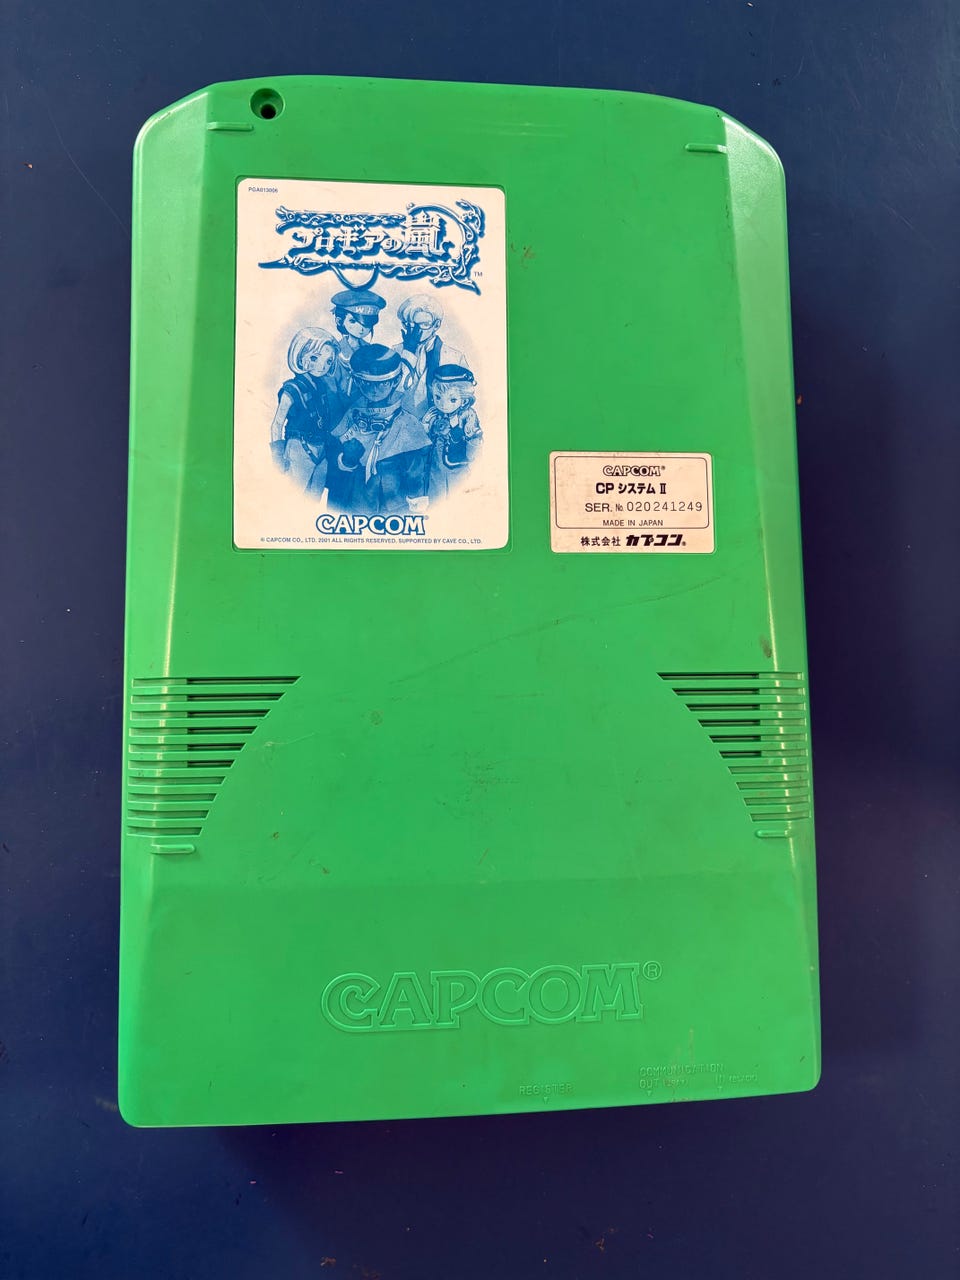 PGA013006
プロギアの嵐
TM
CAPCOM
© CAPCOM CO., LTD. 2001 ALL RIGHTS RESERVED. SUPPORTED BY CAVE CO., LTD.
CAPCOM®
CP システム II
SER. № 020241249
MADE IN JAPAN
株式会社 カプコン®
CAPCOM®
REGISTER
COMMUNICATION
OUT
IN